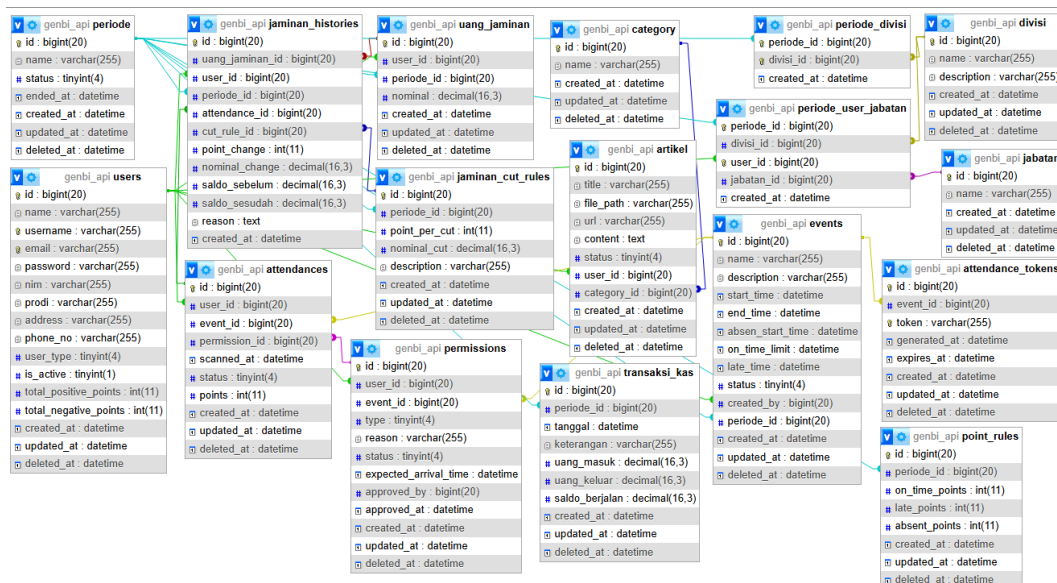 genbi_api periode
id : bigint(20)
name : varchar(255)
status : tinyint(4)
ended_at : datetime
created_at : datetime
updated_at : datetime
deleted_at : datetime
genbi_api jaminan_histories
id : bigint(20)
uang_jaminan_id : bigint(20)
user_id : bigint(20)
periode_id : bigint(20)
attendance_id : bigint(20)
cut_rule_id : bigint(20)
point_change : int(11)
nominal_change : decimal(16,3)
saldo_sebelum : decimal(16,3)
saldo_sesudah : decimal(16,3)
reason : text
created_at : datetime
genbi_api uang_jaminan
id : bigint(20)
user_id : bigint(20)
periode_id : bigint(20)
nominal : decimal(16,3)
created_at : datetime
updated_at : datetime
deleted_at : datetime
genbi_api category
id : bigint(20)
name : varchar(255)
created_at : datetime
updated_at : datetime
deleted_at : datetime
genbi_api periode_divisi
periode_id : bigint(20)
divisi_id : bigint(20)
created_at : datetime
genbi_api divisi
id : bigint(20)
name : varchar(255)
description : varchar(255)
created_at : datetime
updated_at : datetime
deleted_at : datetime
genbi_api periode_user_jabatan
periode_id : bigint(20)
divisi_id : bigint(20)
user_id : bigint(20)
jabatan_id : bigint(20)
created_at : datetime
genbi_api jabatan
id : bigint(20)
name : varchar(255)
created_at : datetime
updated_at : datetime
deleted_at : datetime
genbi_api users
id : bigint(20)
name : varchar(255)
username : varchar(255)
email : varchar(255)
password : varchar(255)
nim : varchar(255)
prodi : varchar(255)
address : varchar(255)
phone_no : varchar(255)
user_type : tinyint(4)
is_active : tinyint(1)
total_positive_points : int(11)
total_negative_points : int(11)
created_at : datetime
updated_at : datetime
deleted_at : datetime
genbi_api jaminan_cut_rules
id : bigint(20)
periode_id : bigint(20)
point_per_cut : int(11)
nominal_cut : decimal(16,3)
description : varchar(255)
created_at : datetime
updated_at : datetime
deleted_at : datetime
genbi_api artikel
id : bigint(20)
title : varchar(255)
file_path : varchar(255)
url : varchar(255)
content : text
status : tinyint(4)
user_id : bigint(20)
category_id : bigint(20)
created_at : datetime
updated_at : datetime
deleted_at : datetime
genbi_api events
id : bigint(20)
name : varchar(255)
description : varchar(255)
start_time : datetime
end_time : datetime
absen_start_time : datetime
on_time_limit : datetime
late_time : datetime
status : tinyint(4)
created_by : bigint(20)
periode_id : bigint(20)
created_at : datetime
updated_at : datetime
deleted_at : datetime
genbi_api attendances
id : bigint(20)
user_id : bigint(20)
event_id : bigint(20)
permission_id : bigint(20)
scanned_at : datetime
status : tinyint(4)
points : int(11)
created_at : datetime
updated_at : datetime
deleted_at : datetime
genbi_api attendance_tokens
id : bigint(20)
event_id : bigint(20)
token : varchar(255)
generated_at : datetime
expires_at : datetime
created_at : datetime
updated_at : datetime
deleted_at : datetime
genbi_api permissions
id : bigint(20)
user_id : bigint(20)
event_id : bigint(20)
type : tinyint(4)
reason : varchar(255)
status : tinyint(4)
expected_arrival_time : datetime
approved_by : bigint(20)
approved_at : datetime
created_at : datetime
updated_at : datetime
deleted_at : datetime
genbi_api transaksi_kas
id : bigint(20)
periode_id : bigint(20)
tanggal : datetime
keterangan : varchar(255)
uang_masuk : decimal(16,3)
uang_keluar : decimal(16,3)
saldo_berjalan : decimal(16,3)
created_at : datetime
updated_at : datetime
deleted_at : datetime
genbi_api point_rules
id : bigint(20)
periode_id : bigint(20)
on_time_points : int(11)
late_points : int(11)
absent_points : int(11)
created_at : datetime
updated_at : datetime
deleted_at : datetime